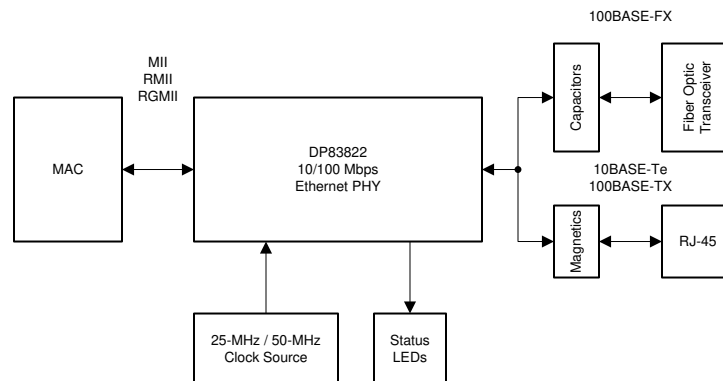 100BASE-FX
MII
RMII
RGMII
Capacitors
Fiber Optic
Transceiver
MAC
DP83822
10/100 Mbps
Ethernet PHY
10BASE-Te
100BASE-TX
Magnetics
RJ-45
25-MHz / 50-MHz
Clock Source
Status
LEDs